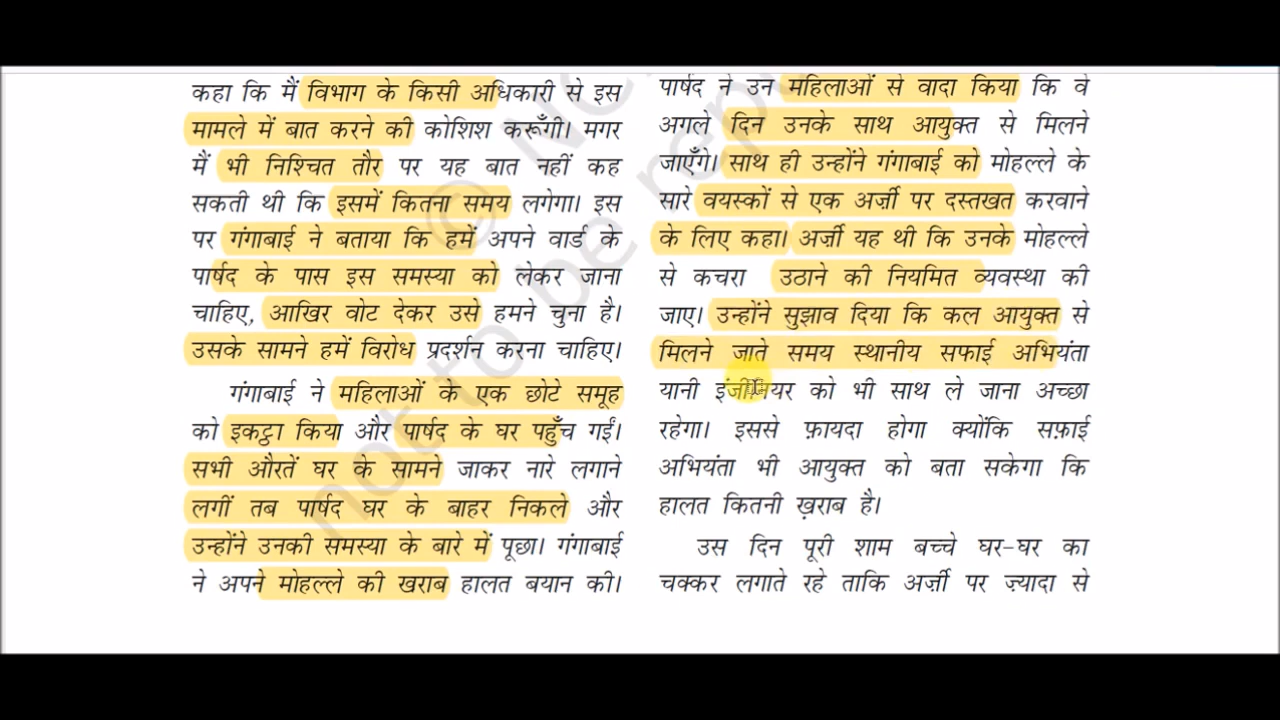 कहा कि मैं विभाग के किसी अधिकारी से इस
मामले में बात करने की कोशिश करूँगी। मगर
मैं भी निश्चित तौर पर यह बात नहीं कह
सकती थी कि इसमें कितना समय लगेगा। इस
पर गंगाबाई ने बताया कि हमें अपने वार्ड के
पार्षद के पास इस समस्या को लेकर जाना
चाहिए, आखिर वोट देकर उसे हमने चुना है।
उसके सामने हमें विरोध प्रदर्शन करना चाहिए।
गंगाबाई ने महिलाओं के एक छोटे समूह
को इकट्ठा किया और पार्षद के घर पहुँच गईं।
सभी औरतें घर के सामने जाकर नारे लगाने
लगीं तब पार्षद घर के बाहर निकले और
उन्होंने उनकी समस्या के बारे में पूछा। गंगाबाई
ने अपने मोहल्ले की खराब हालत बयान की।
पार्षद ने उन महिलाओं से वादा किया कि वे
अगले दिन उनके साथ आयुक्त से मिलने
जाएँगे। साथ ही उन्होंने गंगाबाई को मोहल्ले के
सारे वयस्कों से एक अर्ज़ी पर दस्तखत करवाने
के लिए कहा। अर्ज़ी यह थी कि उनके मोहल्ले
से कचरा उठाने की नियमित व्यवस्था की
जाए। उन्होंने सुझाव दिया कि कल आयुक्त से
मिलने जाते समय स्थानीय सफाई अभियंता
यानी इंजीनियर को भी साथ ले जाना अच्छा
रहेगा। इससे फ़ायदा होगा क्योंकि सफ़ाई
अभियंता भी आयुक्त को बता सकेगा कि
हालत कितनी ख़राब है।
उस दिन पूरी शाम बच्चे घर-घर का
चक्कर लगाते रहे ताकि अर्ज़ी पर ज़्यादा से